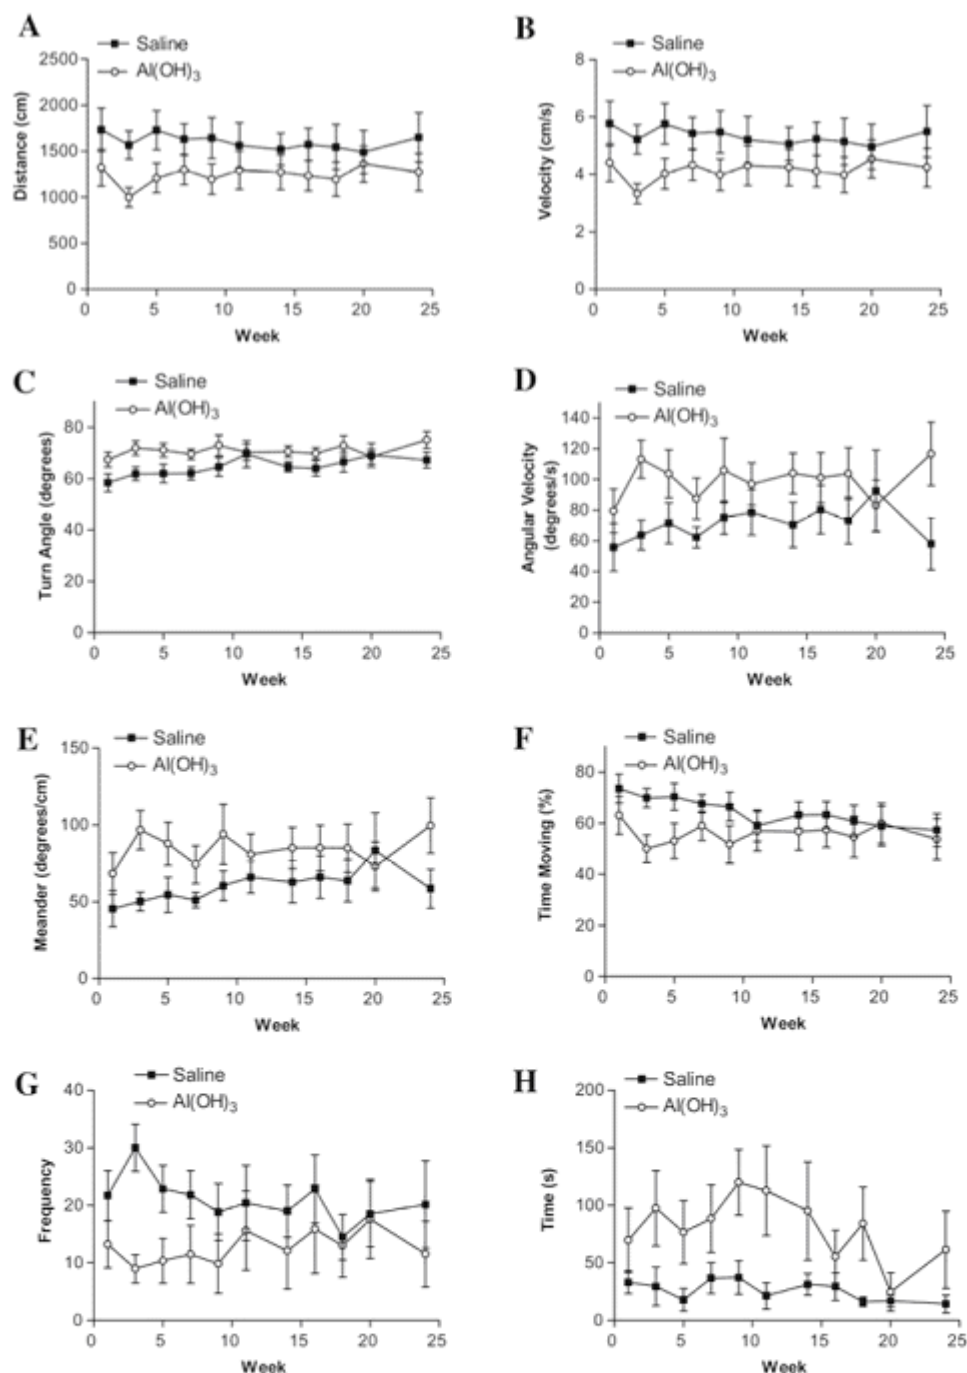 A
Saline
Al(OH)3
2500
2000
1500
1000
500
0
Distance (cm)
0 5 10 15 20 25
Week
B
Saline
Al(OH)3
8
6
4
2
0
Velocity (cm/s)
0 5 10 15 20 25
Week
C
Saline
Al(OH)3
80
60
40
20
0
Turn Angle (degrees)
0 5 10 15 20 25
Week
D
Saline
Al(OH)3
140
120
100
80
60
40
20
0
Angular Velocity
(degrees/s)
0 5 10 15 20 25
Week
E
Saline
Al(OH)3
150
100
50
0
Meander (degrees/cm)
0 5 10 15 20 25
Week
F
Saline
Al(OH)3
80
60
40
20
0
Time Moving (%)
0 5 10 15 20 25
Week
G
Saline
Al(OH)3
40
30
20
10
0
Frequency
0 5 10 15 20 25
Week
H
Saline
Al(OH)3
200
150
100
50
0
Time (s)
0 5 10 15 20 25
Week